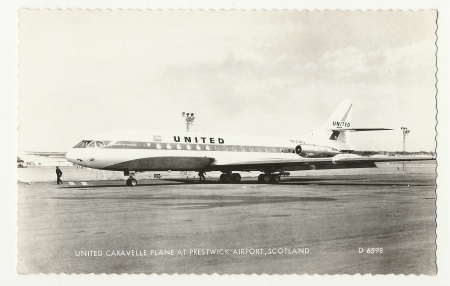 UNITED
UNITED
UNITED CARAVELLE PLANE AT PRESTWICK AIRPORT, SCOTLAND D 6598